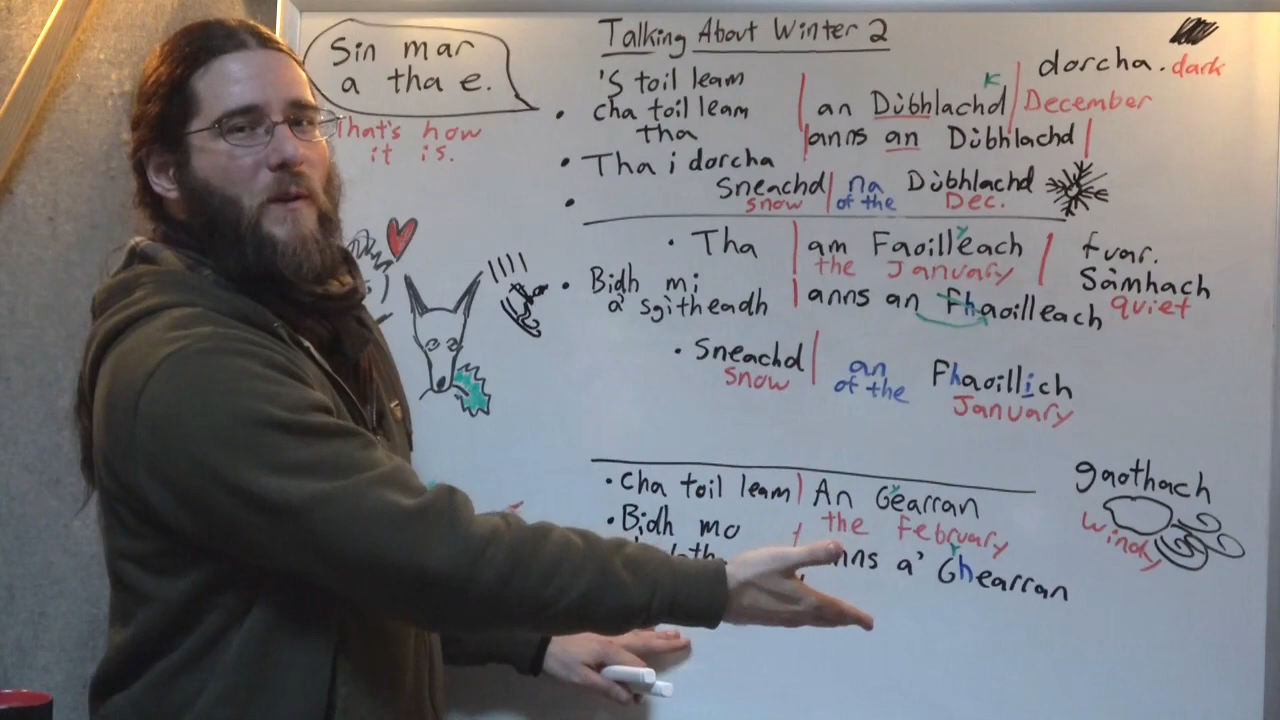 Sin mar
a tha e.
That's how
it is.
Talking About Winter 2
dorcha. dark
'S toil leam
cha toil leam
tha
k
an Dùbhlachd December
anns an Dùbhlachd
Tha i dorcha
Sneachd na Dùbhlachd
snow of the Dec.
Tha am Faoilleach fuar.
the January
Sàmhach
quiet
Bidh mi
a' sgitheadh anns an Fhaoilleach
Sneachd an Fhaoillich
snow of the January
Cha toil leam An Gearran
the February
gaothach
windy
Bidh mo
anns a' Ghearran